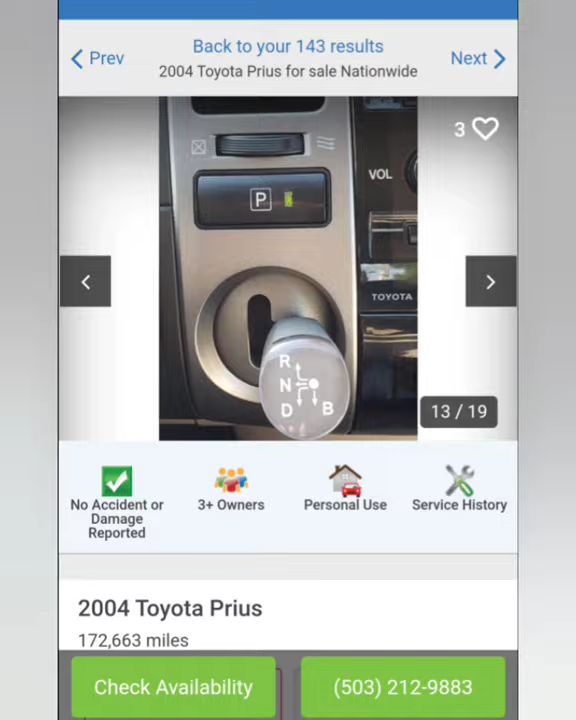 Back to your 143 results
Prev
Next
2004 Toyota Prius for sale Nationwide
3
VOL
P
TOYOTA
R
N
D B
13 / 19
No Accident or
Damage
Reported
3+ Owners
Personal Use
Service History
2004 Toyota Prius
172,663 miles
Check Availability
(503) 212-9883